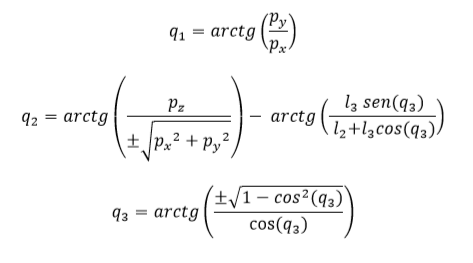 q₁ = arctg(p_y/p_x)
q₂ = arctg(p_z/(±√(p_x² + p_y²))) − arctg(l₃ sen(q₃)/(l₂+l₃cos(q₃)))
q₃ = arctg(±√(1 − cos²(q₃))/cos(q₃))